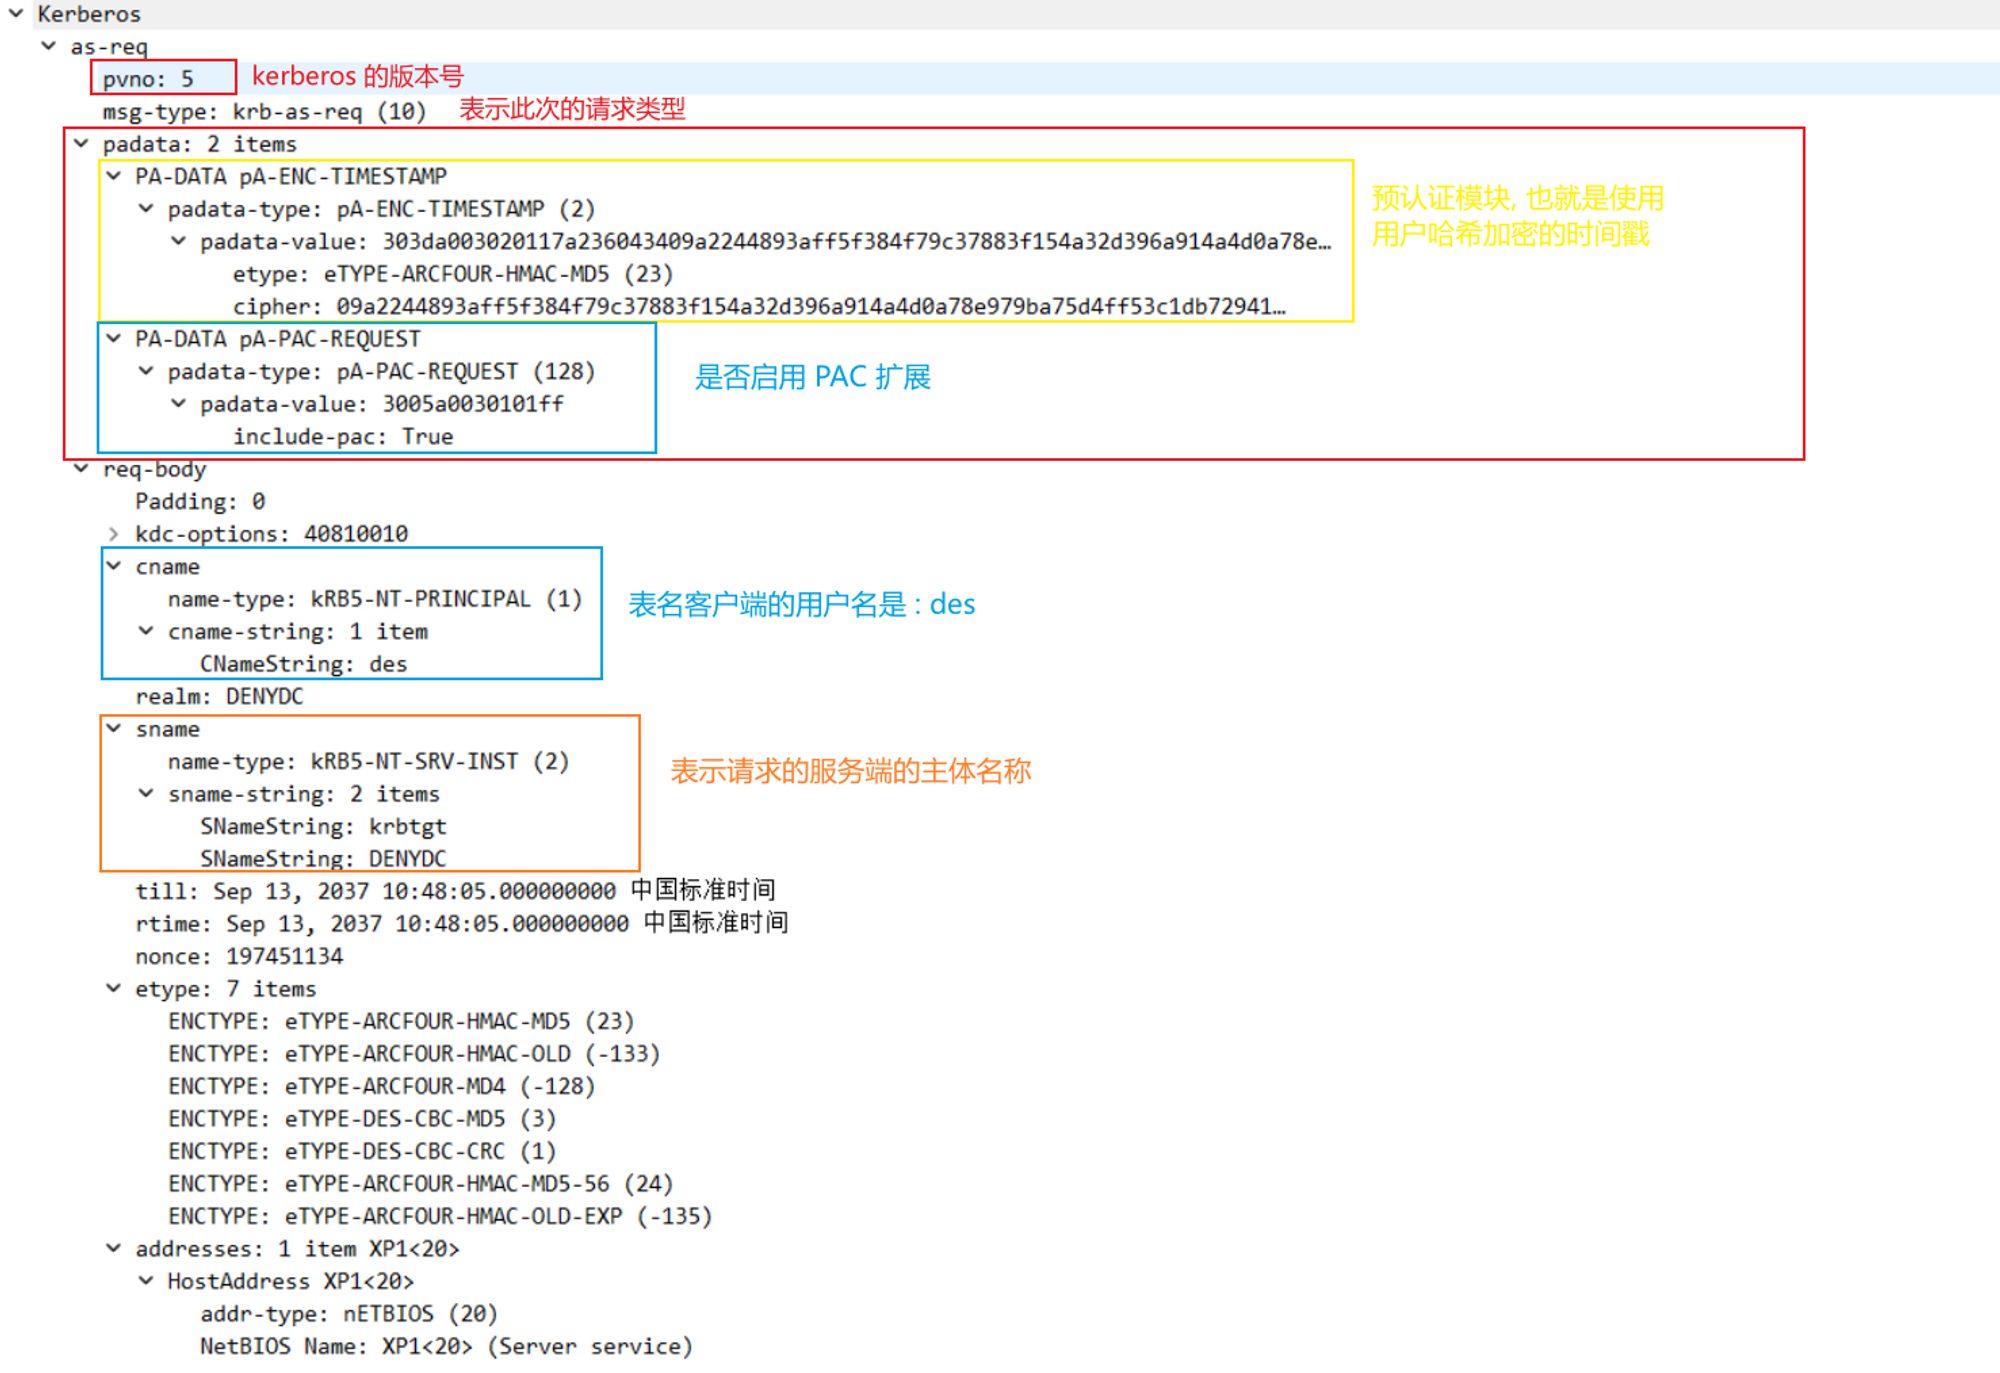 Kerberos
as-req
pvno: 5 kerberos 的版本号
msg-type: krb-as-req (10) 表示此次的请求类型
padata: 2 items
PA-DATA pA-ENC-TIMESTAMP
padata-type: pA-ENC-TIMESTAMP (2)
预认证模块, 也就是使用
用户哈希加密的时间戳
padata-value: 303da003020117a236043409a2244893aff5f384f79c37883f154a32d396a914a4d0a78e…
etype: eTYPE-ARCFOUR-HMAC-MD5 (23)
cipher: 09a2244893aff5f384f79c37883f154a32d396a914a4d0a78e979ba75d4ff53c1db72941…
PA-DATA pA-PAC-REQUEST
padata-type: pA-PAC-REQUEST (128) 是否启用 PAC 扩展
padata-value: 3005a0030101ff
include-pac: True
req-body
Padding: 0
kdc-options: 40810010
cname
name-type: kRB5-NT-PRINCIPAL (1) 表名客户端的用户名是 : des
cname-string: 1 item
CNameString: des
realm: DENYDC
sname
name-type: kRB5-NT-SRV-INST (2) 表示请求的服务端的主体名称
sname-string: 2 items
SNameString: krbtgt
SNameString: DENYDC
till: Sep 13, 2037 10:48:05.000000000 中国标准时间
rtime: Sep 13, 2037 10:48:05.000000000 中国标准时间
nonce: 197451134
etype: 7 items
ENCTYPE: eTYPE-ARCFOUR-HMAC-MD5 (23)
ENCTYPE: eTYPE-ARCFOUR-HMAC-OLD (-133)
ENCTYPE: eTYPE-ARCFOUR-MD4 (-128)
ENCTYPE: eTYPE-DES-CBC-MD5 (3)
ENCTYPE: eTYPE-DES-CBC-CRC (1)
ENCTYPE: eTYPE-ARCFOUR-HMAC-MD5-56 (24)
ENCTYPE: eTYPE-ARCFOUR-HMAC-OLD-EXP (-135)
addresses: 1 item XP1<20>
HostAddress XP1<20>
addr-type: nETBIOS (20)
NetBIOS Name: XP1<20> (Server service)